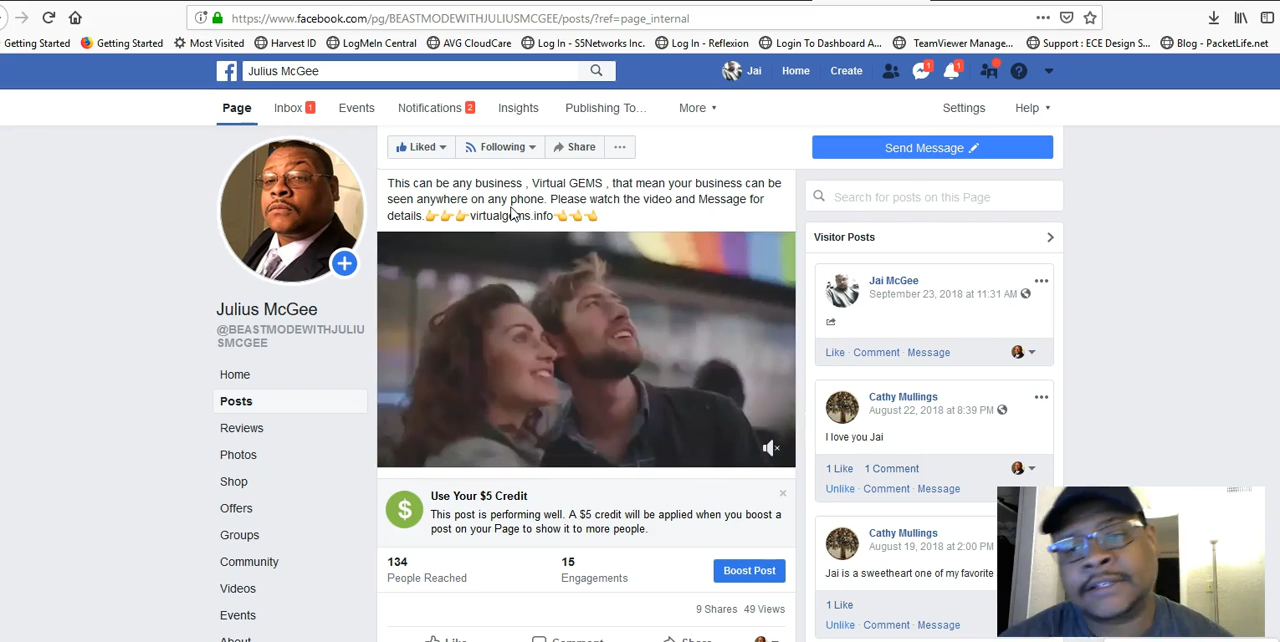 https://www.facebook.com/pg/BEASTMODEWITHJULIUSMCGEE/posts/?ref=page_internal
Getting Started
Getting Started
Most Visited
Harvest ID
LogMeIn Central
AVG CloudCare
Log In - S5Networks Inc.
Log In - Reflexion
Login To Dashboard A...
TeamViewer Manage...
Support : ECE Design S...
Blog - PacketLife.net
Julius McGee
Jai
Home
Create
1
1
Page
Inbox 1
Events
Notifications 2
Insights
Publishing To…
More
Settings
Help
Liked
Following
Share
Send Message
This can be any business , Virtual GEMS , that mean your business can be
seen anywhere on any phone. Please watch the video and Message for
details.👉👉👉virtualgems.info👈👈👈
Use Your $5 Credit
This post is performing well. A $5 credit will be applied when you boost a
post on your Page to show it to more people.
134
People Reached
15
Engagements
Boost Post
9 Shares 49 Views
Like
Comment
Share
Julius McGee
@BEASTMODEWITHJULIU
SMCGEE
Home
Posts
Reviews
Photos
Shop
Offers
Groups
Community
Videos
Events
About
Search for posts on this Page
Visitor Posts
Jai McGee
September 23, 2018 at 11:31 AM
Like · Comment · Message
Cathy Mullings
August 22, 2018 at 8:39 PM
I love you Jai
1 Like 1 Comment
Unlike · Comment · Message
Cathy Mullings
August 19, 2018 at 2:00 PM
Jai is a sweetheart one of my favorite
1 Like
Unlike · Comment · Message